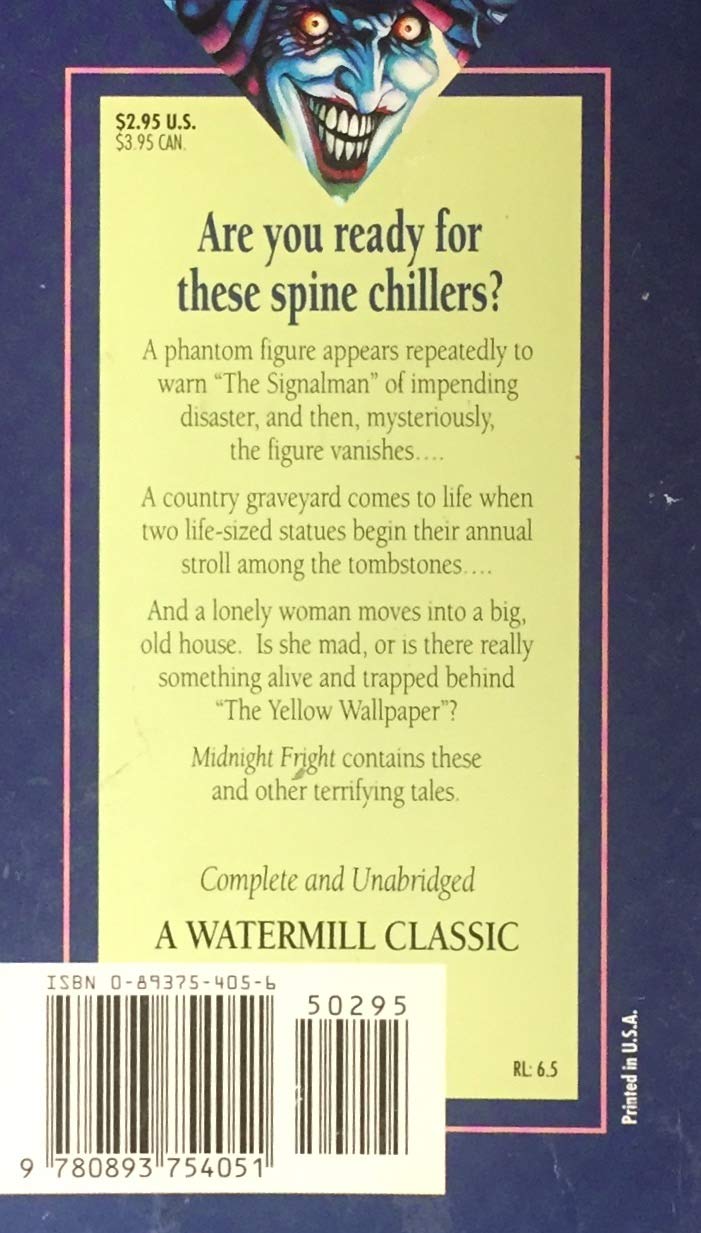 $2.95 U.S.
$3.95 CAN.
Are you ready for
these spine chillers?
A phantom figure appears repeatedly to
warn “The Signalman” of impending
disaster, and then, mysteriously,
the figure vanishes....
A country graveyard comes to life when
two life-sized statues begin their annual
stroll among the tombstones....
And a lonely woman moves into a big,
old house. Is she mad, or is there really
something alive and trapped behind
“The Yellow Wallpaper”?
Midnight Fright contains these
and other terrifying tales.
Complete and Unabridged
A WATERMILL CLASSIC
ISBN 0-89375-405-6
50295
9 780893 754051
RL: 6.5
Printed in U.S.A.